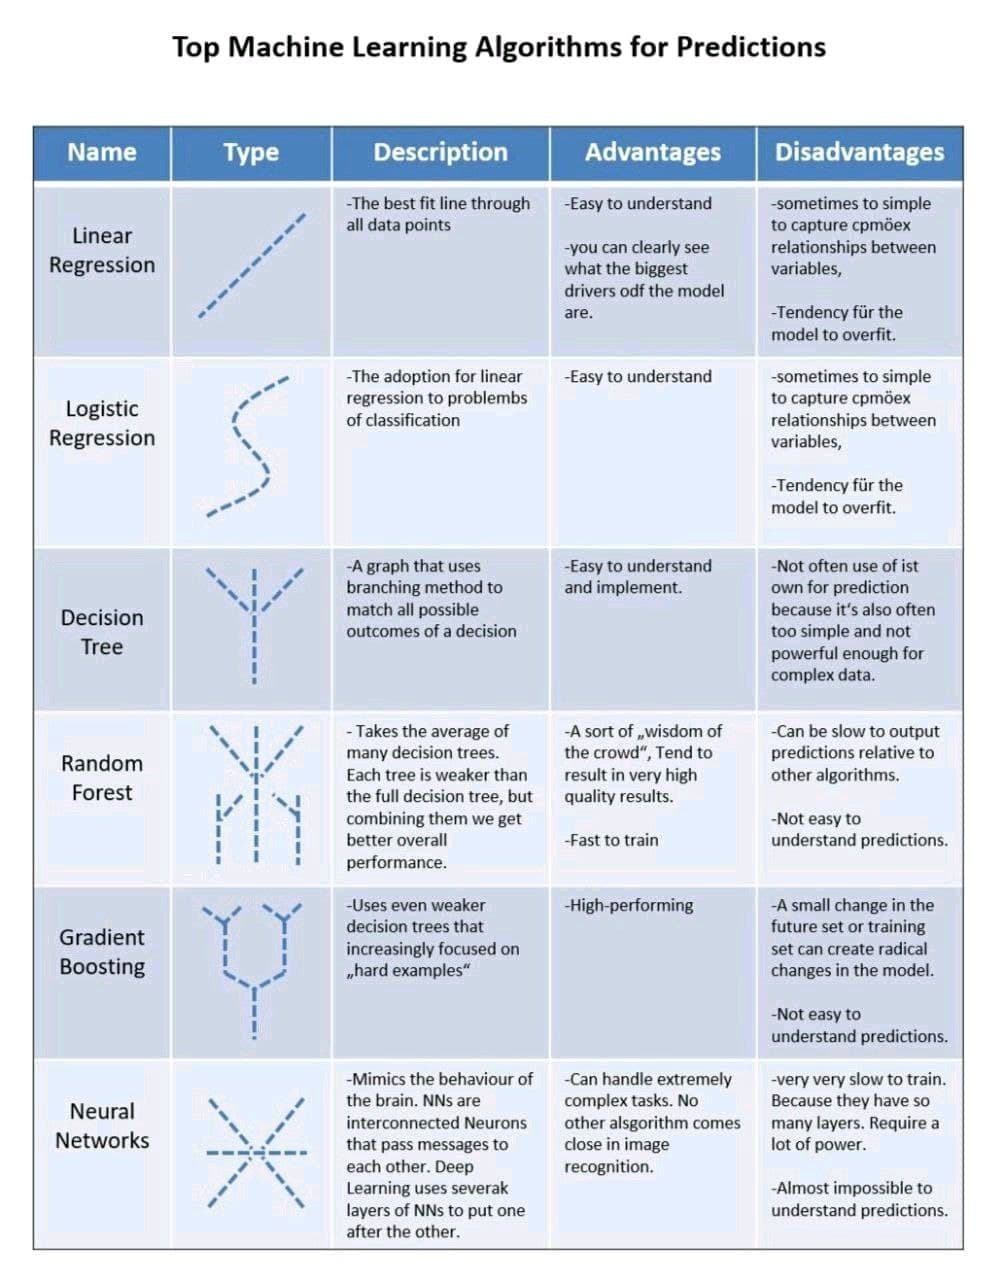 Top Machine Learning Algorithms for Predictions
Name
Type
Description
Advantages
Disadvantages
Linear
Regression
-The best fit line through
all data points
-Easy to understand
-you can clearly see
what the biggest
drivers odf the model
are.
-sometimes to simple
to capture cpmöex
relationships between
variables,
-Tendency für the
model to overfit.
Logistic
Regression
-The adoption for linear
regression to problembs
of classification
-Easy to understand
-sometimes to simple
to capture cpmöex
relationships between
variables,
-Tendency für the
model to overfit.
Decision
Tree
-A graph that uses
branching method to
match all possible
outcomes of a decision
-Easy to understand
and implement.
-Not often use of ist
own for prediction
because it‘s also often
too simple and not
powerful enough for
complex data.
Random
Forest
- Takes the average of
many decision trees.
Each tree is weaker than
the full decision tree, but
combining them we get
better overall
performance.
-A sort of „wisdom of
the crowd“, Tend to
result in very high
quality results.
-Fast to train
-Can be slow to output
predictions relative to
other algorithms.
-Not easy to
understand predictions.
Gradient
Boosting
-Uses even weaker
decision trees that
increasingly focused on
„hard examples“
-High-performing
-A small change in the
future set or training
set can create radical
changes in the model.
-Not easy to
understand predictions.
Neural
Networks
-Mimics the behaviour of
the brain. NNs are
interconnected Neurons
that pass messages to
each other. Deep
Learning uses severak
layers of NNs to put one
after the other.
-Can handle extremely
complex tasks. No
other alsgorithm comes
close in image
recognition.
-very very slow to train.
Because they have so
many layers. Require a
lot of power.
-Almost impossible to
understand predictions.